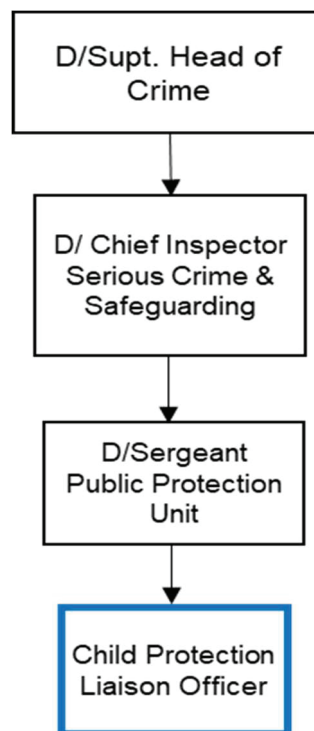 D/Supt. Head of
Crime
D/ Chief Inspector
Serious Crime &
Safeguarding
D/Sergeant
Public Protection
Unit
Child Protection
Liaison Officer